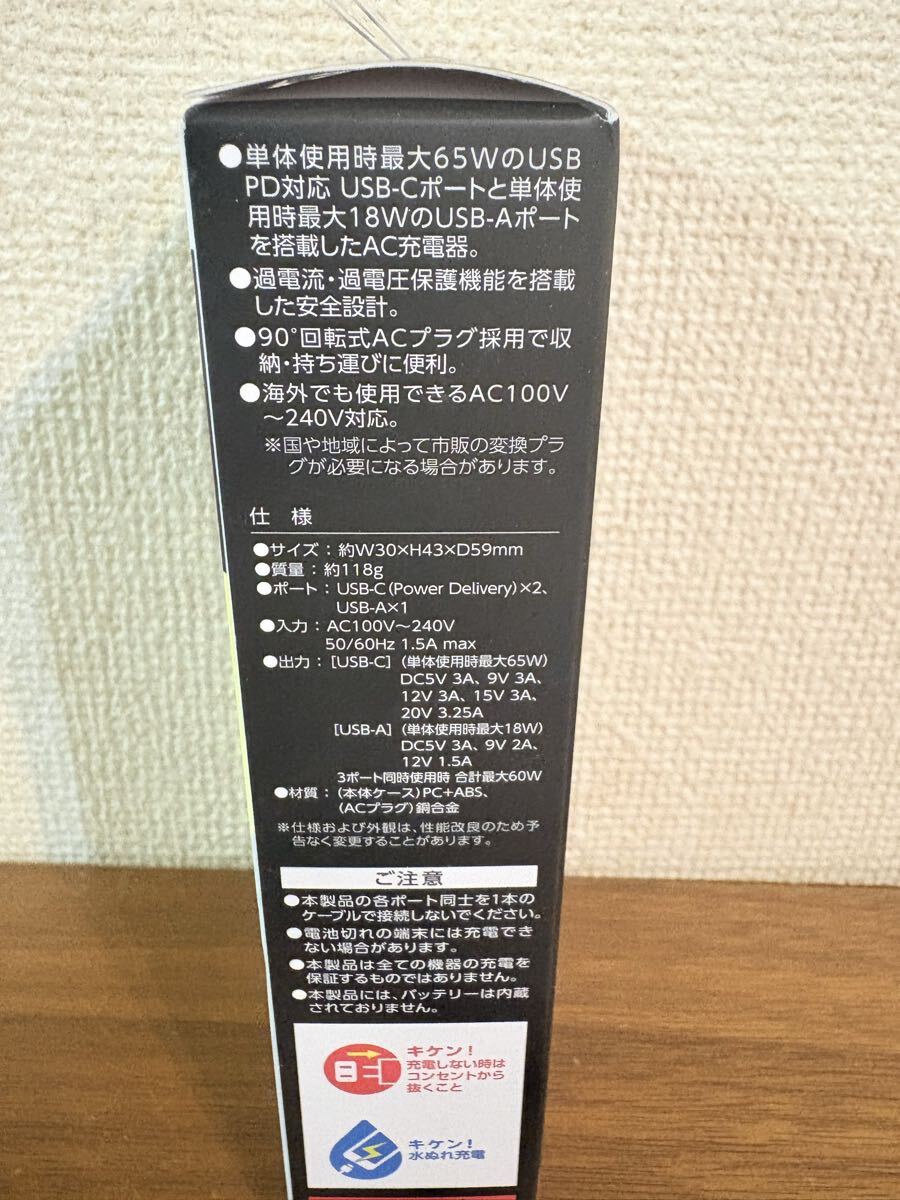 ●単体使用時最大65WのUSB
PD対応 USB-Cポートと単体使
用時最大18WのUSB-Aポート
を搭載したAC充電器。
●過電流・過電圧保護機能を搭載
した安全設計。
●90°回転式ACプラグ採用で収
納・持ち運びに便利。
●海外でも使用できるAC100V
～240V対応。
※国や地域によって市販の変換プラ
グが必要になる場合があります。
仕 様
●サイズ：約W30×H43×D59mm
●質量：約118g
●ポート：USB-C(Power Delivery)×2、
USB-A×1
●入力：AC100V～240V
50/60Hz 1.5A max
●出力：[USB-C]（単体使用時最大65W）
DC5V 3A、9V 3A、
12V 3A、15V 3A、
20V 3.25A
[USB-A]（単体使用時最大18W）
DC5V 3A、9V 2A、
12V 1.5A
3ポート同時使用時 合計最大60W
●材質：（本体ケース）PC+ABS、
（ACプラグ）銅合金
※仕様および外観は、性能改良のため予
告なく変更することがあります。
ご注意
●本製品の各ポート同士を1本の
ケーブルで接続しないでください。
●電池切れの端末には充電でき
ない場合があります。
●本製品は全ての機器の充電を
保証するものではありません。
●本製品には、バッテリーは内蔵
されておりません。
キケン！
充電しない時は
コンセントから
抜くこと
キケン！
水ぬれ充電